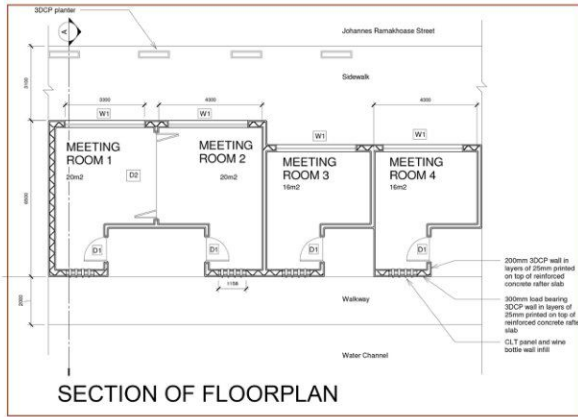 3DCP planter
A
Johannes Ramakhoase Street
Sidewalk
3100
3300
4000
4000
W1
W1
W1
W1
MEETING
ROOM 1
20m2
D2
MEETING
ROOM 2
20m2
MEETING
ROOM 3
16m2
MEETING
ROOM 4
16m2
D1
D1
D1
D1
2000
Walkway
Water Channel
200mm 3DCP wall in
layers of 25mm printed
on top of reinforced
concrete rafter slab
300mm load bearing
3DCP wall in layers of
25mm printed on top of
reinforced concrete rafter
slab
CLT panel and wine
bottle wall infill
SECTION OF FLOORPLAN